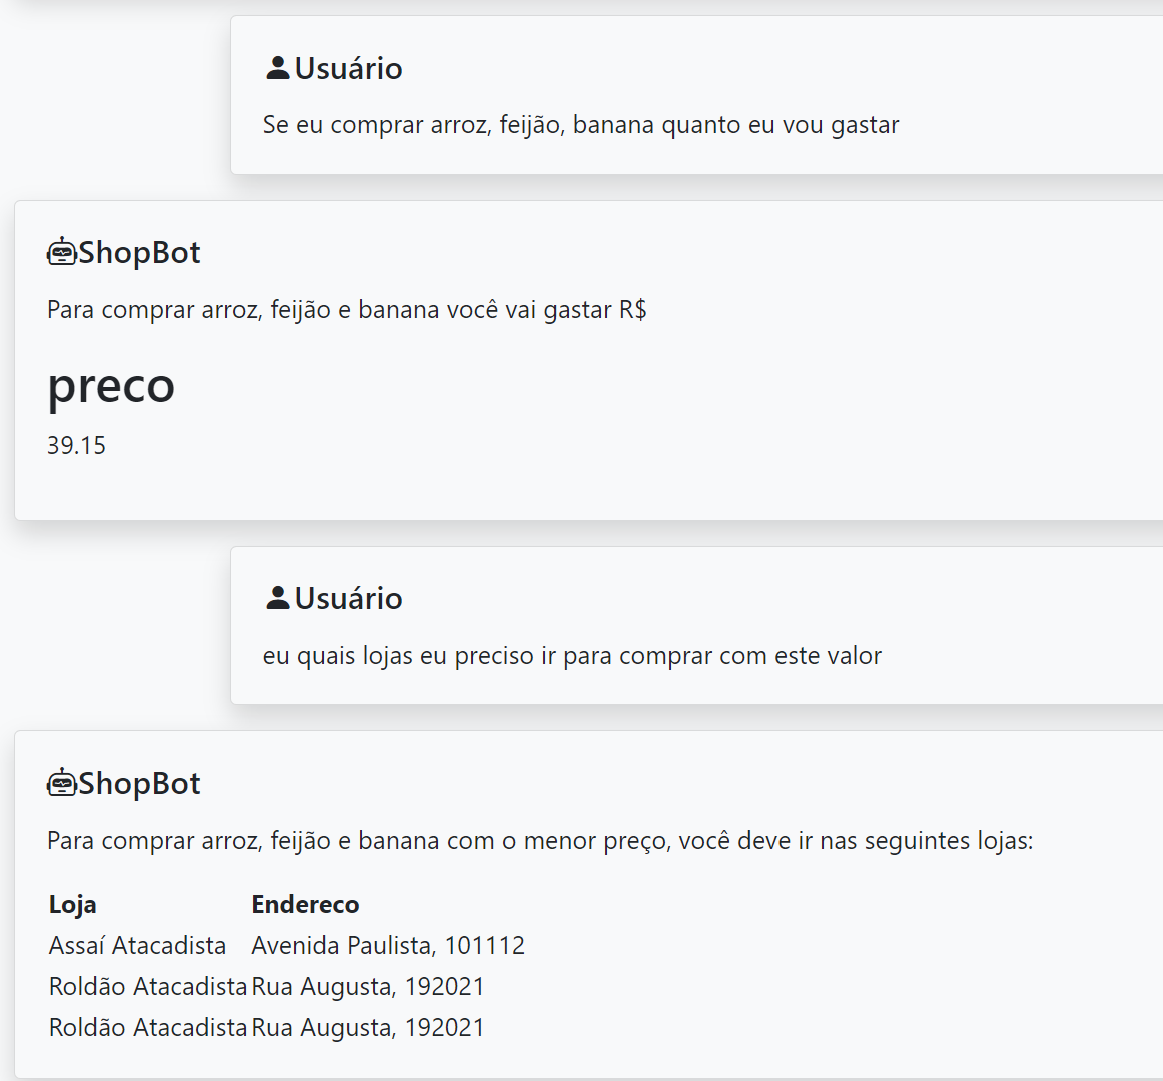 Usuário
Se eu comprar arroz, feijão, banana quanto eu vou gastar
ShopBot
Para comprar arroz, feijão e banana você vai gastar R$
preco
39.15
Usuário
eu quais lojas eu preciso ir para comprar com este valor
ShopBot
Para comprar arroz, feijão e banana com o menor preço, você deve ir nas seguintes lojas:
Loja Endereco
Assaí Atacadista Avenida Paulista, 101112
Roldão Atacadista Rua Augusta, 192021
Roldão Atacadista Rua Augusta, 192021